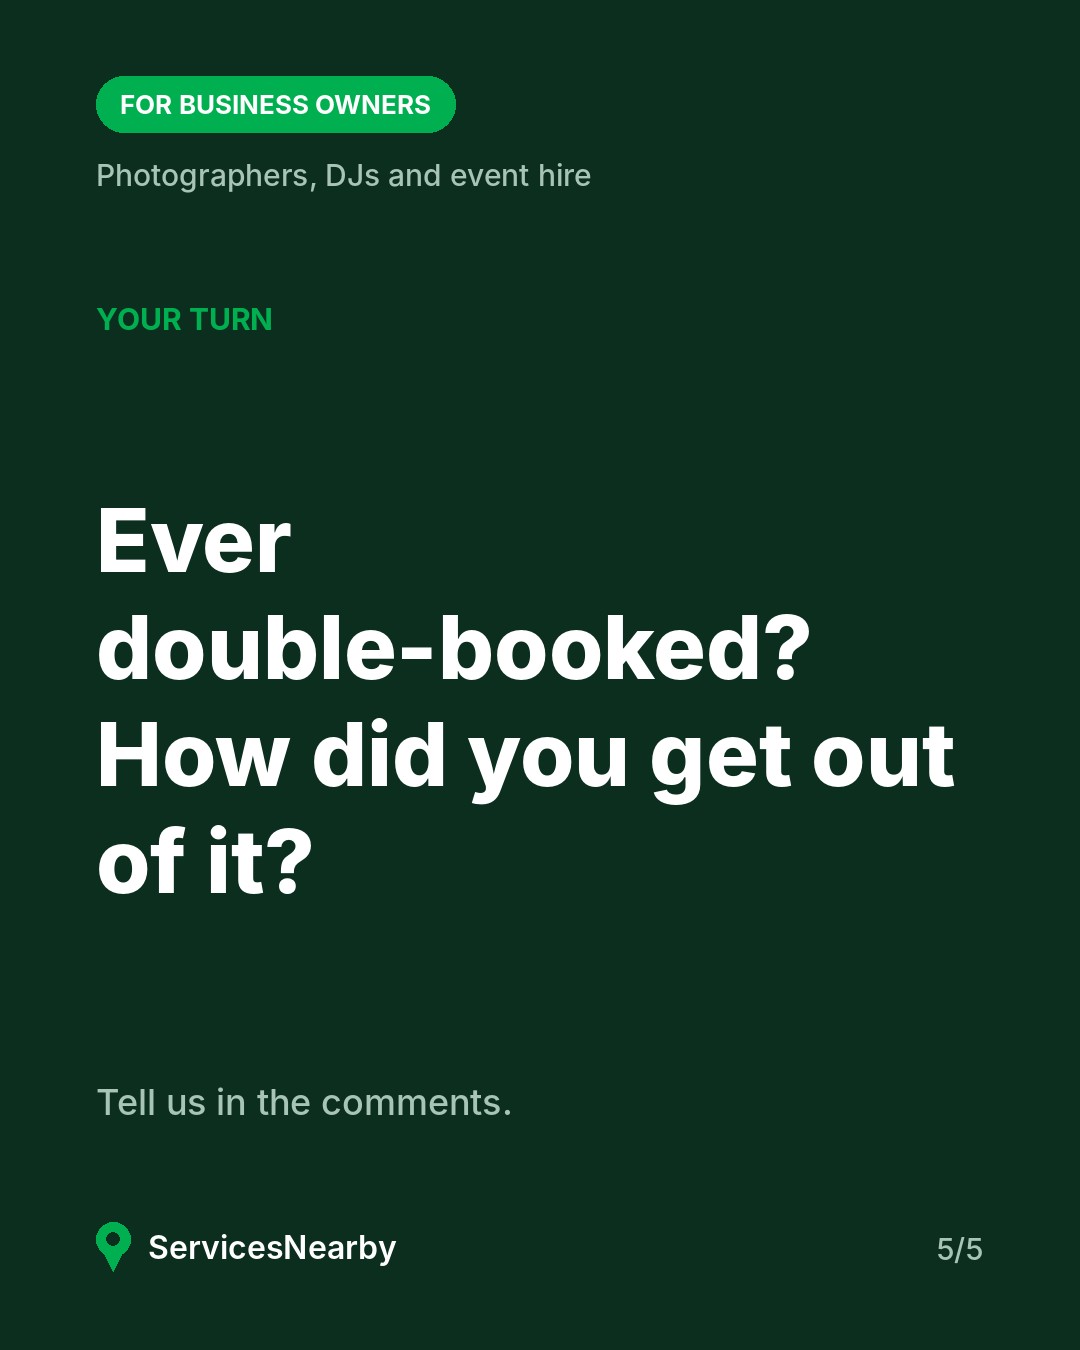 FOR BUSINESS OWNERS
Photographers, DJs and event hire
YOUR TURN
Ever
double-booked?
How did you get out
of it?
Tell us in the comments.
ServicesNearby
5/5